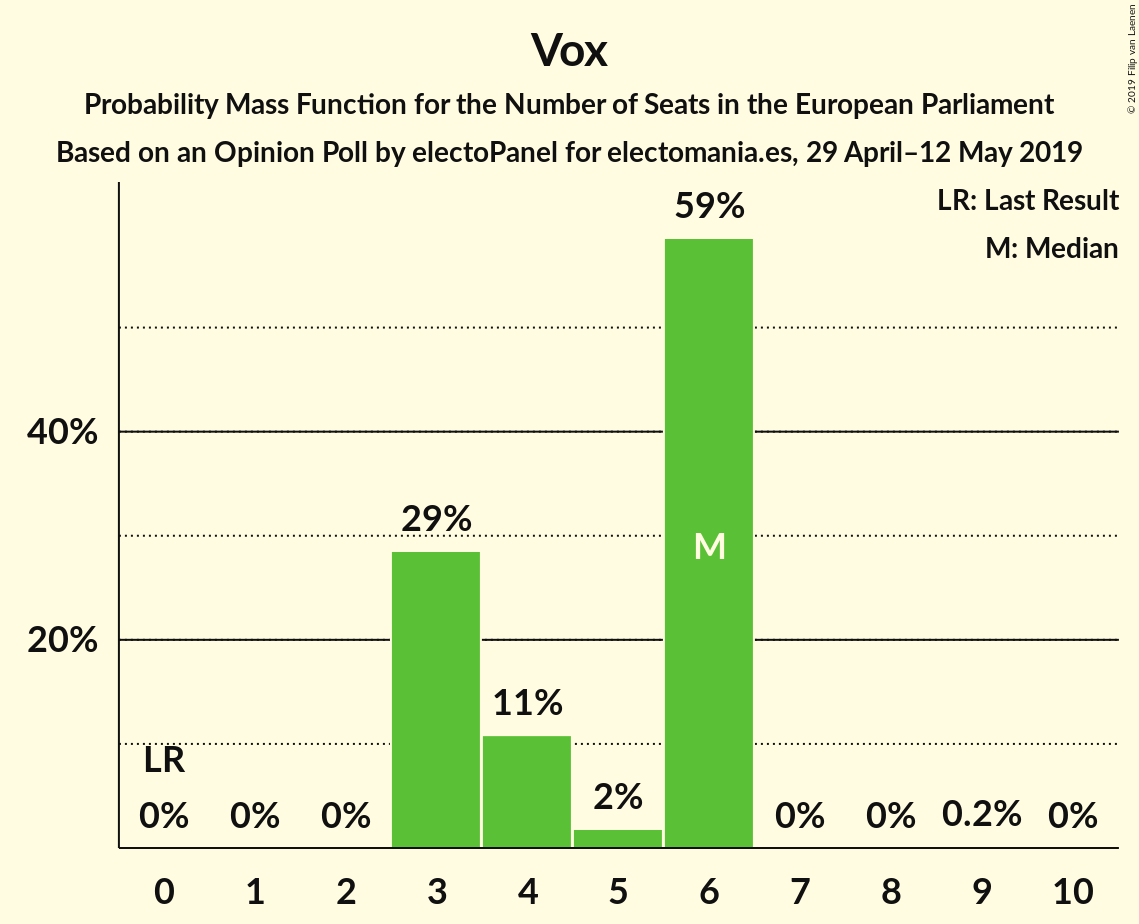 Vox
Probability Mass Function for the Number of Seats in the European Parliament
Based on an Opinion Poll by electoPanel for electomania.es, 29 April–12 May 2019
© 2019 Filip van Laenen
LR: Last Result
M: Median
59%
40%
29%
M
20%
11%
LR
2%
0%
0%
0%
0%
0%
0.2%
0%
0 1 2 3 4 5 6 7 8 9 10